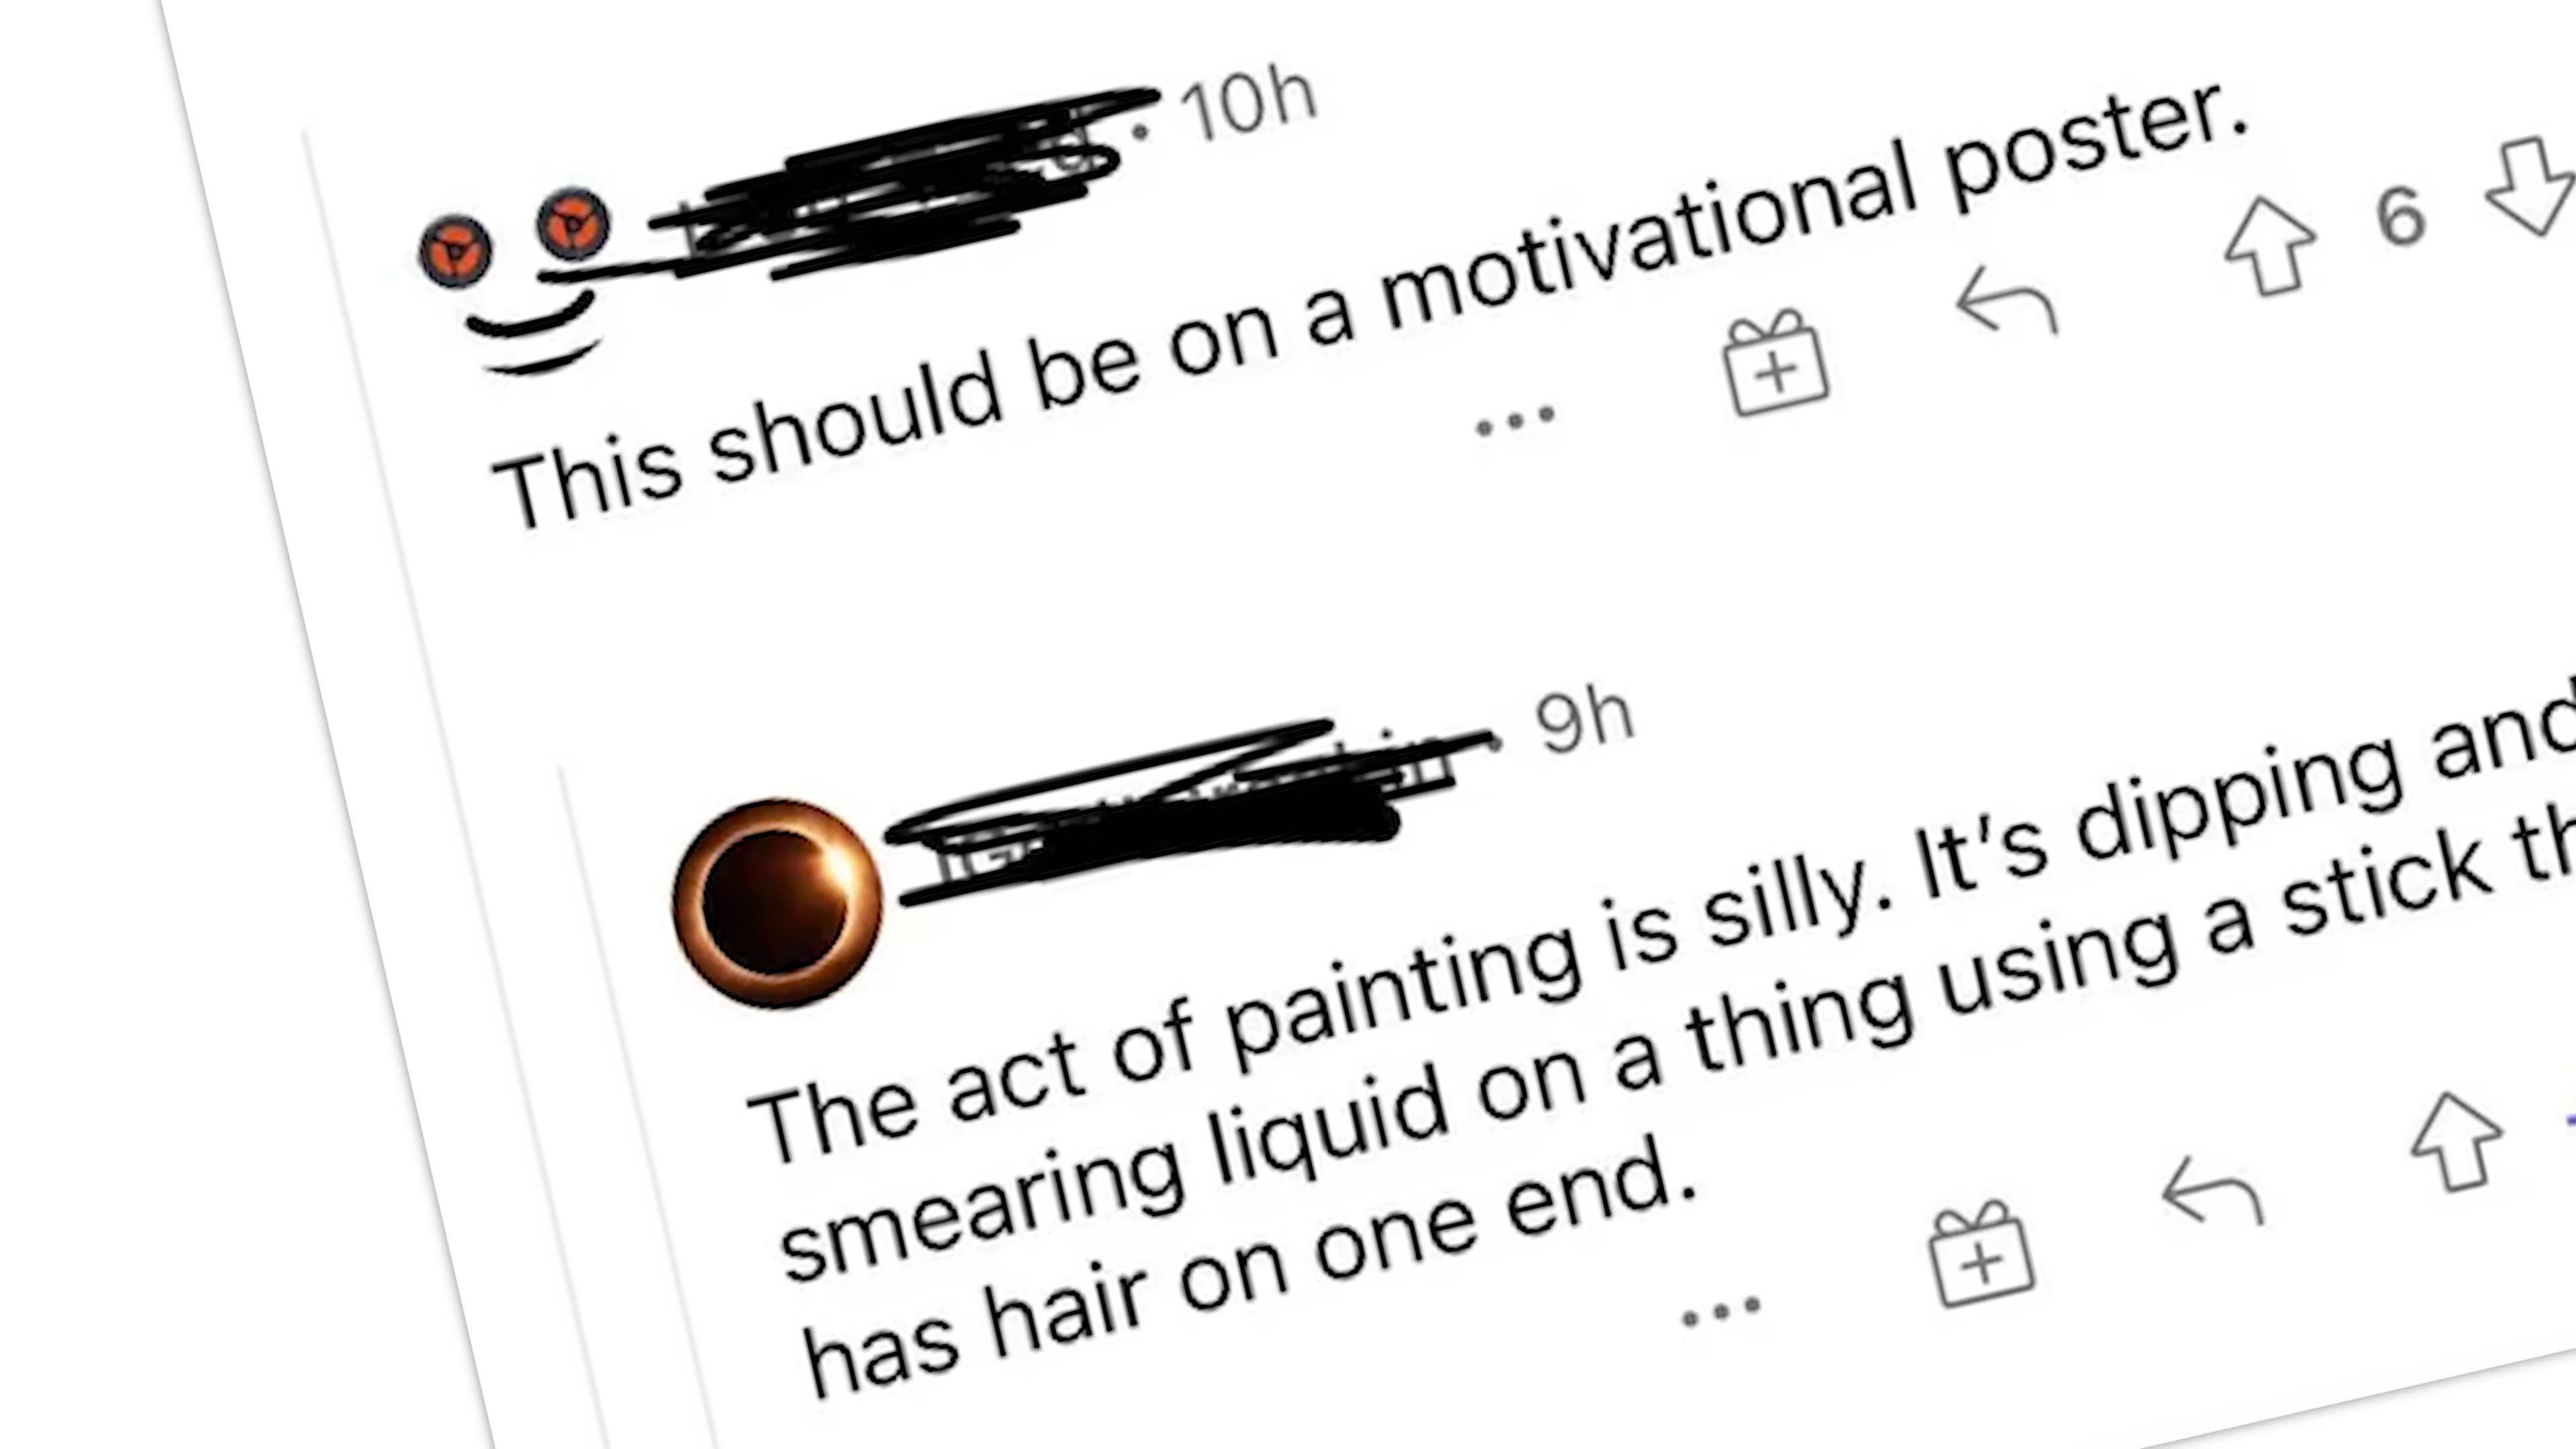 10h
This should be on a motivational poster.
6
9h
The act of painting is silly. It's dipping and
smearing liquid on a thing using a stick
has hair on one end.